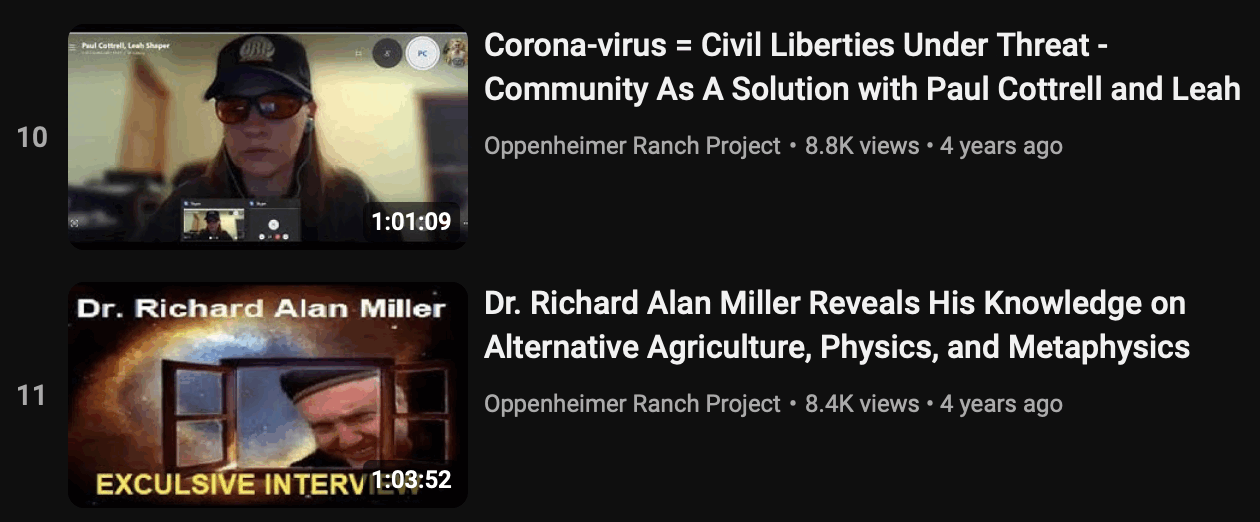 10
Paul Cottrell, Leah Shaper
ORP
PC
1:01:09
Corona-virus = Civil Liberties Under Threat -
Community As A Solution with Paul Cottrell and Leah
Oppenheimer Ranch Project • 8.8K views • 4 years ago
11
Dr. Richard Alan Miller
EXCULSIVE INTERVIEW
1:03:52
Dr. Richard Alan Miller Reveals His Knowledge on
Alternative Agriculture, Physics, and Metaphysics
Oppenheimer Ranch Project • 8.4K views • 4 years ago